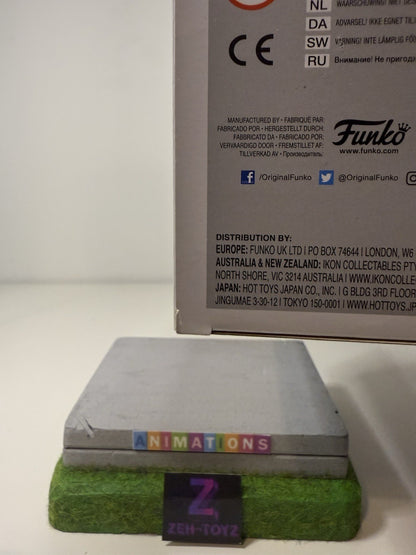 NL WAARSCHUWING! NIET
DA ADVARSEL! IKKE EGNET TIL
SW VARNING! INTE LÄMPLIG
RU Внимание! Не
CE
MANUFACTURED BY • FABRIQUÉ PAR
FABRICADO POR • HERGESTELLT DURCH
FABBRICATO DA • FABRICADO POR:
VERVAARDIGD DOOR • FREMSTILLET AF:
TILLVERKAD AV • Производитель:
Funko
www.funko.com
/OriginalFunko @OriginalFunko
DISTRIBUTION BY:
EUROPE: FUNKO UK LTD | PO BOX 74644 | LONDON, W6
AUSTRALIA & NEW ZEALAND: IKON COLLECTABLES PTY
NORTH SHORE, VIC 3214 AUSTRALIA | WWW.IKONCOLLEC
JAPAN: HOT TOYS JAPAN CO., INC. | G BLDG 3RD FLOOR
JINGUMAE 3-30-12 | TOKYO 150-0001 | WWW.HOTTOYS.JP
ANIMATIONS
Z
ZEH-TOYZ